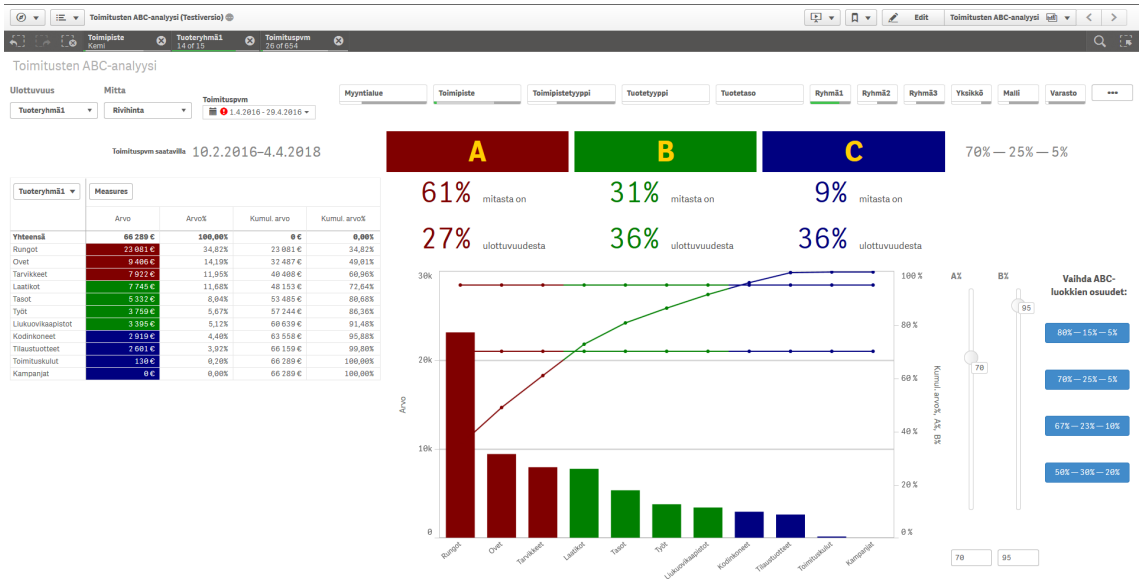 Toimitusten ABC-analyysi (Testiversio)
Edit
Toimitusten ABC-analyysi
Toimipiste
Kemi
Tuoteryhmä1
14 of 15
Toimituspvm
26 of 654
Toimitusten ABC-analyysi
Ulottuvuus
Mitta
Toimituspvm
Tuoteryhmä1
Rivihinta
1.4.2016 - 29.4.2016
Myyntialue
Toimipiste
Toimipistetyyppi
Tuotetyyppi
Tuotetaso
Ryhmä1
Ryhmä2
Ryhmä3
Yksikkö
Malli
Varasto
•••
Toimituspvm saatavilla 10.2.2016–4.4.2018
A
B
C
70% — 25% — 5%
61% mitasta on
31% mitasta on
9% mitasta on
27% ulottuvuudesta
36% ulottuvuudesta
36% ulottuvuudesta
Tuoteryhmä1
Measures
Arvo Arvo% Kumul. arvo Kumul. arvo%
Yhteensä 66 289 € 100,00% 0 € 0,00%
Rungot 23 081 € 34,82% 23 081 € 34,82%
Ovet 9 406 € 14,19% 32 487 € 49,01%
Tarvikkeet 7 922 € 11,95% 40 408 € 60,96%
Laatikot 7 745 € 11,68% 48 153 € 72,64%
Tasot 5 332 € 8,04% 53 485 € 80,68%
Työt 3 759 € 5,67% 57 244 € 86,36%
Liukuovikaapistot 3 395 € 5,12% 60 639 € 91,48%
Kodinkoneet 2 919 € 4,40% 63 558 € 95,88%
Tilaustuotteet 2 601 € 3,92% 66 159 € 99,80%
Toimituskulut 130 € 0,20% 66 289 € 100,00%
Kampanjat 0 € 0,00% 66 289 € 100,00%
30k
20k
10k
0
Arvo
100 %
80 %
60 %
40 %
20 %
0 %
Kumul. arvo%, A%, B%
Rungot
Ovet
Tarvikkeet
Laatikot
Tasot
Työt
Liukuovikaapistot
Kodinkoneet
Tilaustuotteet
Toimituskulut
Kampanjat
A%
B%
70
95
70
95
Vaihda ABC-
luokkien osuudet:
80% — 15% — 5%
70% — 25% — 5%
67% — 23% — 10%
50% — 30% — 20%